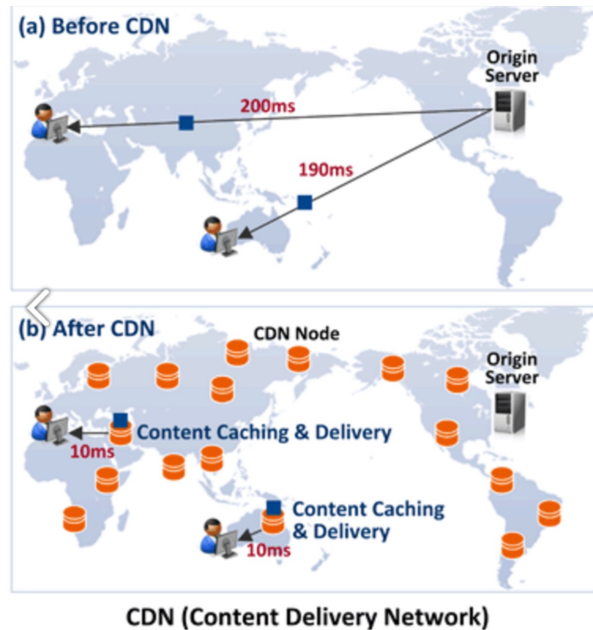 (a) Before CDN
Origin
Server
200ms
190ms
(b) After CDN
CDN Node
Origin
Server
Content Caching & Delivery
10ms
Content Caching
& Delivery
10ms
CDN (Content Delivery Network)